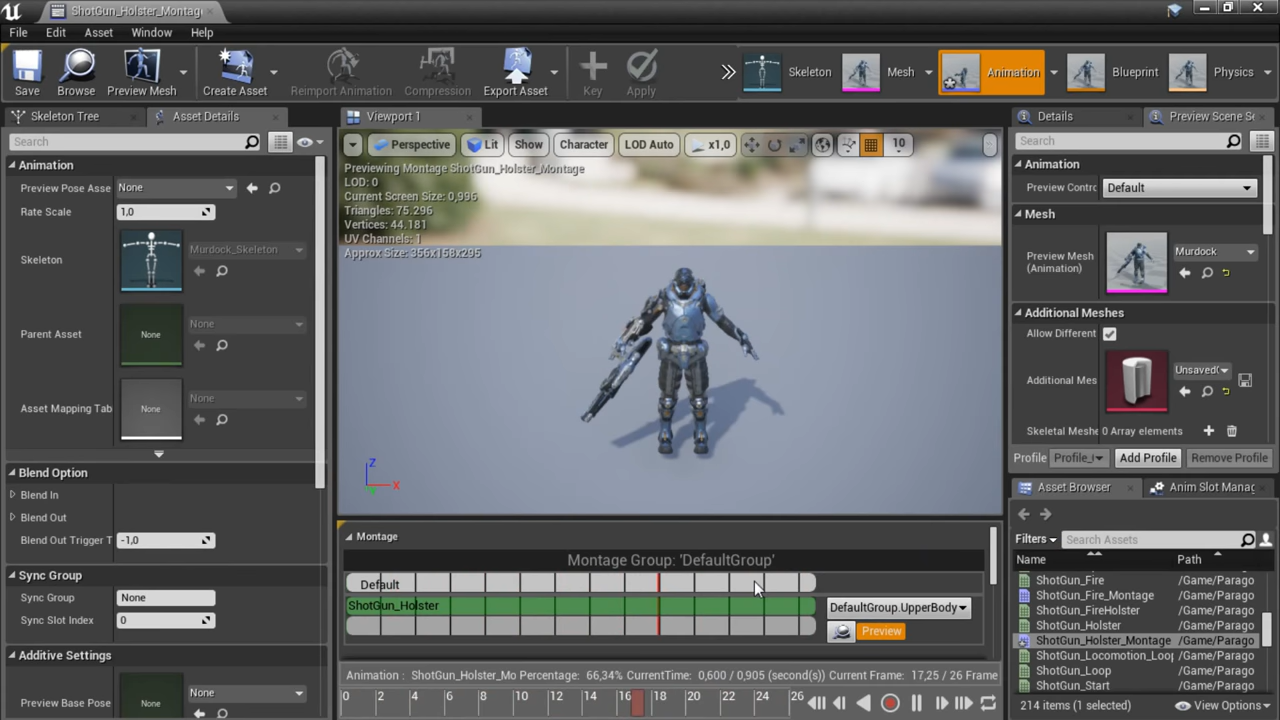 ShotGun_Holster_Montage
File Edit Asset Window Help
Save Browse Preview Mesh Create Asset Reimport Animation Compression Export Asset Key Apply Skeleton Mesh Animation Blueprint Physics
Skeleton Tree Asset Details
Search
Animation
Preview Pose Asse None
Rate Scale 1,0
Skeleton Murdock_Skeleton
Parent Asset None None
Asset Mapping Tab None None
Blend Option
Blend In
Blend Out
Blend Out Trigger T -1,0
Sync Group
Sync Group None
Sync Slot Index 0
Additive Settings
Preview Base Pose None None
Viewport 1
Perspective Lit Show Character LOD Auto x1,0 10
Previewing Montage ShotGun_Holster_Montage
LOD: 0
Current Screen Size: 0,996
Triangles: 75.296
Vertices: 44.181
UV Channels: 1
Approx Size: 356x158x295
Z
X
Montage
Montage Group: 'DefaultGroup'
Default
ShotGun_Holster DefaultGroup.UpperBody
Preview
Animation : ShotGun_Holster_Mo Percentage: 66,34% CurrentTime: 0,600 / 0,905 (second(s)) Current Frame: 17,25 / 26 Frame
0 2 4 6 8 10 12 14 16 18 20 22 24 26
Details Preview Scene Se
Search
Animation
Preview Contro Default
Mesh
Preview Mesh
(Animation)
Murdock
Additional Meshes
Allow Different
Additional Mes Unsaved
Skeletal Meshe 0 Array elements
Profile Add Profile Remove Profile
Asset Browser Anim Slot Manag
Filters Search Assets
Name Path
ShotGun_Fire /Game/Parago
ShotGun_Fire_Montage /Game/Parago
ShotGun_FireHolster /Game/Parago
ShotGun_Holster /Game/Parago
ShotGun_Holster_Montage /Game/Parago
ShotGun_Locomotion_Loop /Game/Parago
ShotGun_Loop /Game/Parago
ShotGun_Start /Game/Parago
214 items (1 selected) View Options